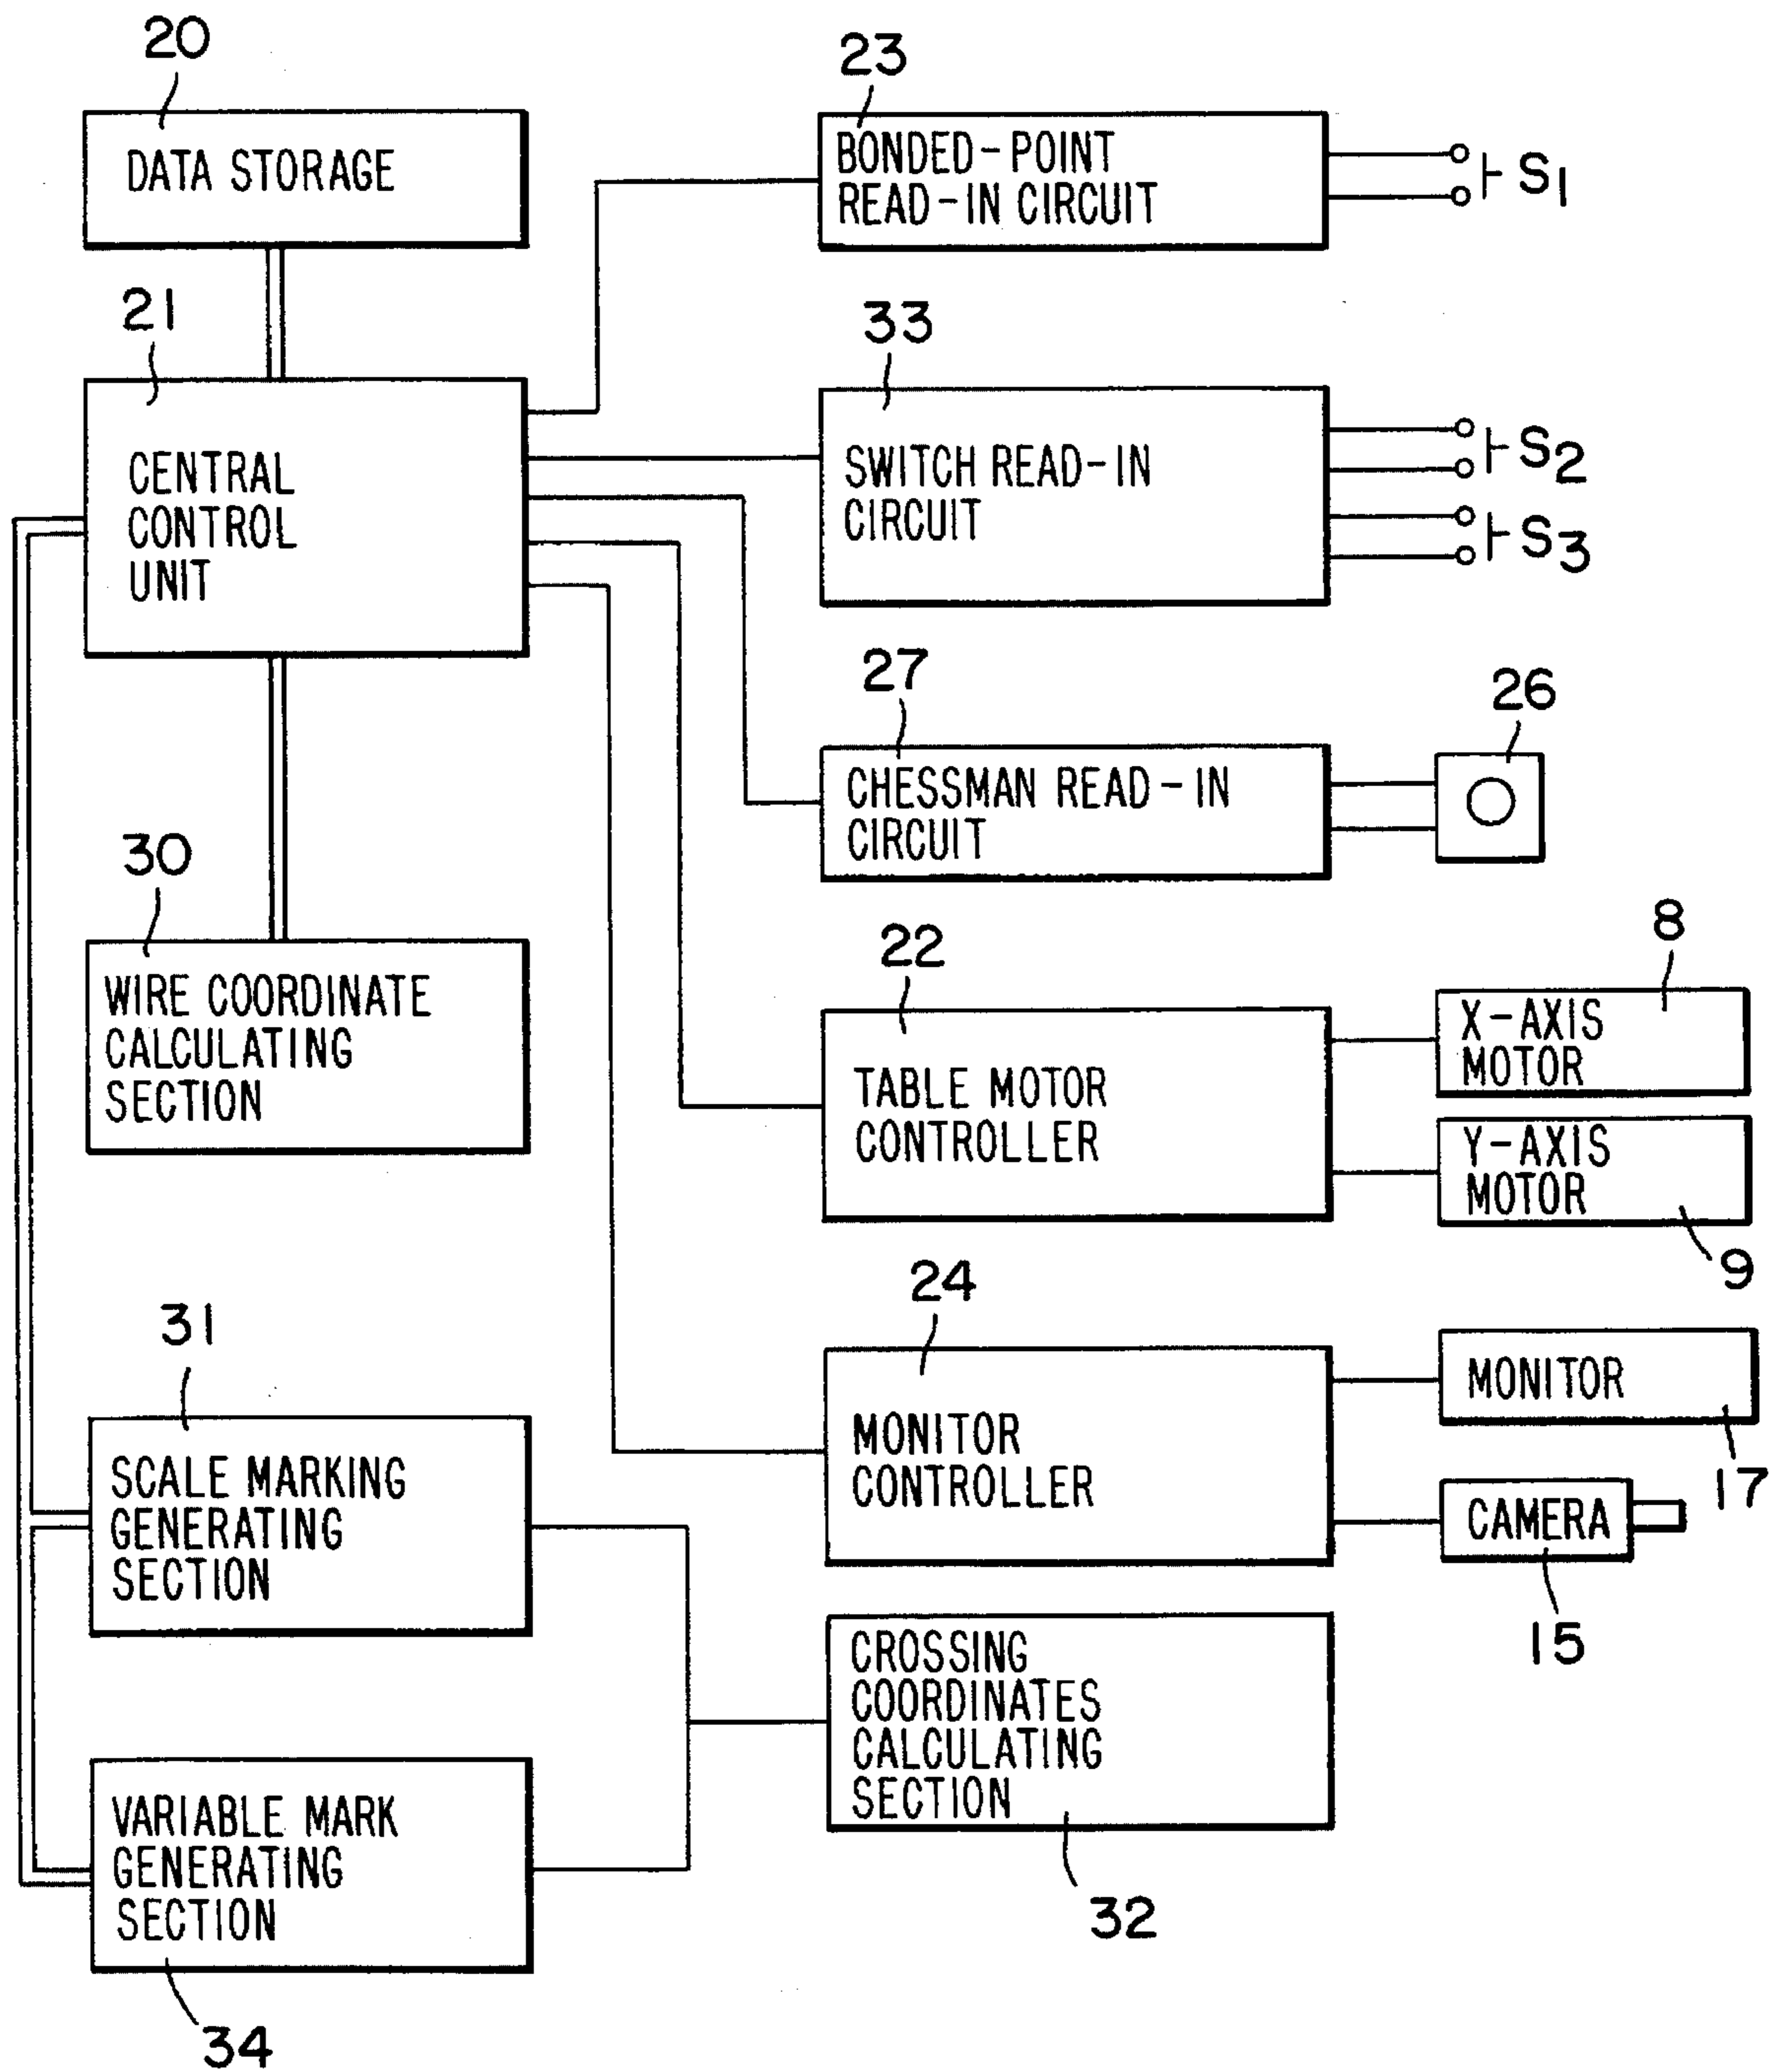 20
DATA STORAGE
23
BONDED-POINT
READ-IN CIRCUIT
S1
21
CENTRAL
CONTROL
UNIT
33
SWITCH READ-IN
CIRCUIT
S2
S3
27
CHESSMAN READ-IN
CIRCUIT
26
30
WIRE COORDINATE
CALCULATING
SECTION
22
TABLE MOTOR
CONTROLLER
8
X-AXIS
MOTOR
Y-AXIS
MOTOR
9
31
SCALE MARKING
GENERATING
SECTION
24
MONITOR
CONTROLLER
MONITOR
17
CAMERA
15
CROSSING
COORDINATES
CALCULATING
SECTION
32
VARIABLE MARK
GENERATING
SECTION
34